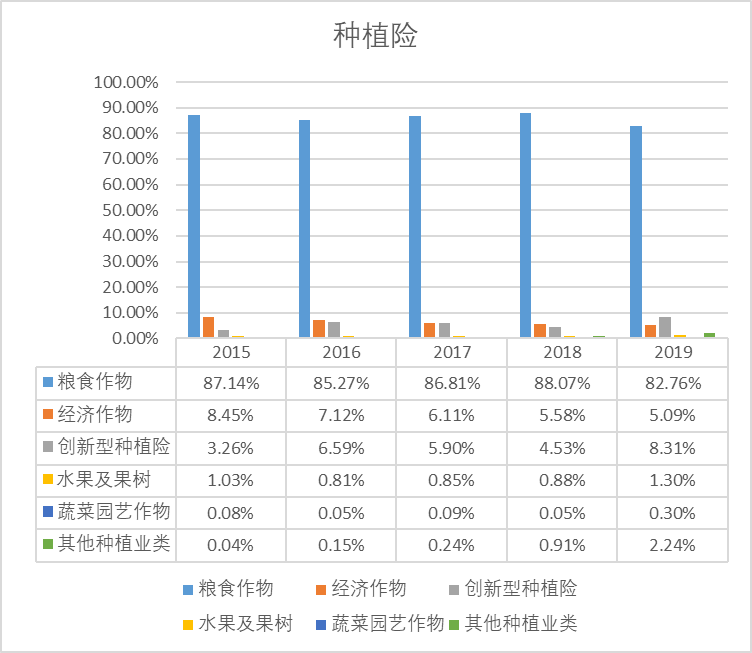 种植险
100.00%
90.00%
80.00%
70.00%
60.00%
50.00%
40.00%
30.00%
20.00%
10.00%
0.00%
2015 2016 2017 2018 2019
粮食作物 87.14% 85.27% 86.81% 88.07% 82.76%
经济作物 8.45% 7.12% 6.11% 5.58% 5.09%
创新型种植险 3.26% 6.59% 5.90% 4.53% 8.31%
水果及果树 1.03% 0.81% 0.85% 0.88% 1.30%
蔬菜园艺作物 0.08% 0.05% 0.09% 0.05% 0.30%
其他种植业类 0.04% 0.15% 0.24% 0.91% 2.24%
粮食作物 经济作物 创新型种植险
水果及果树 蔬菜园艺作物 其他种植业类